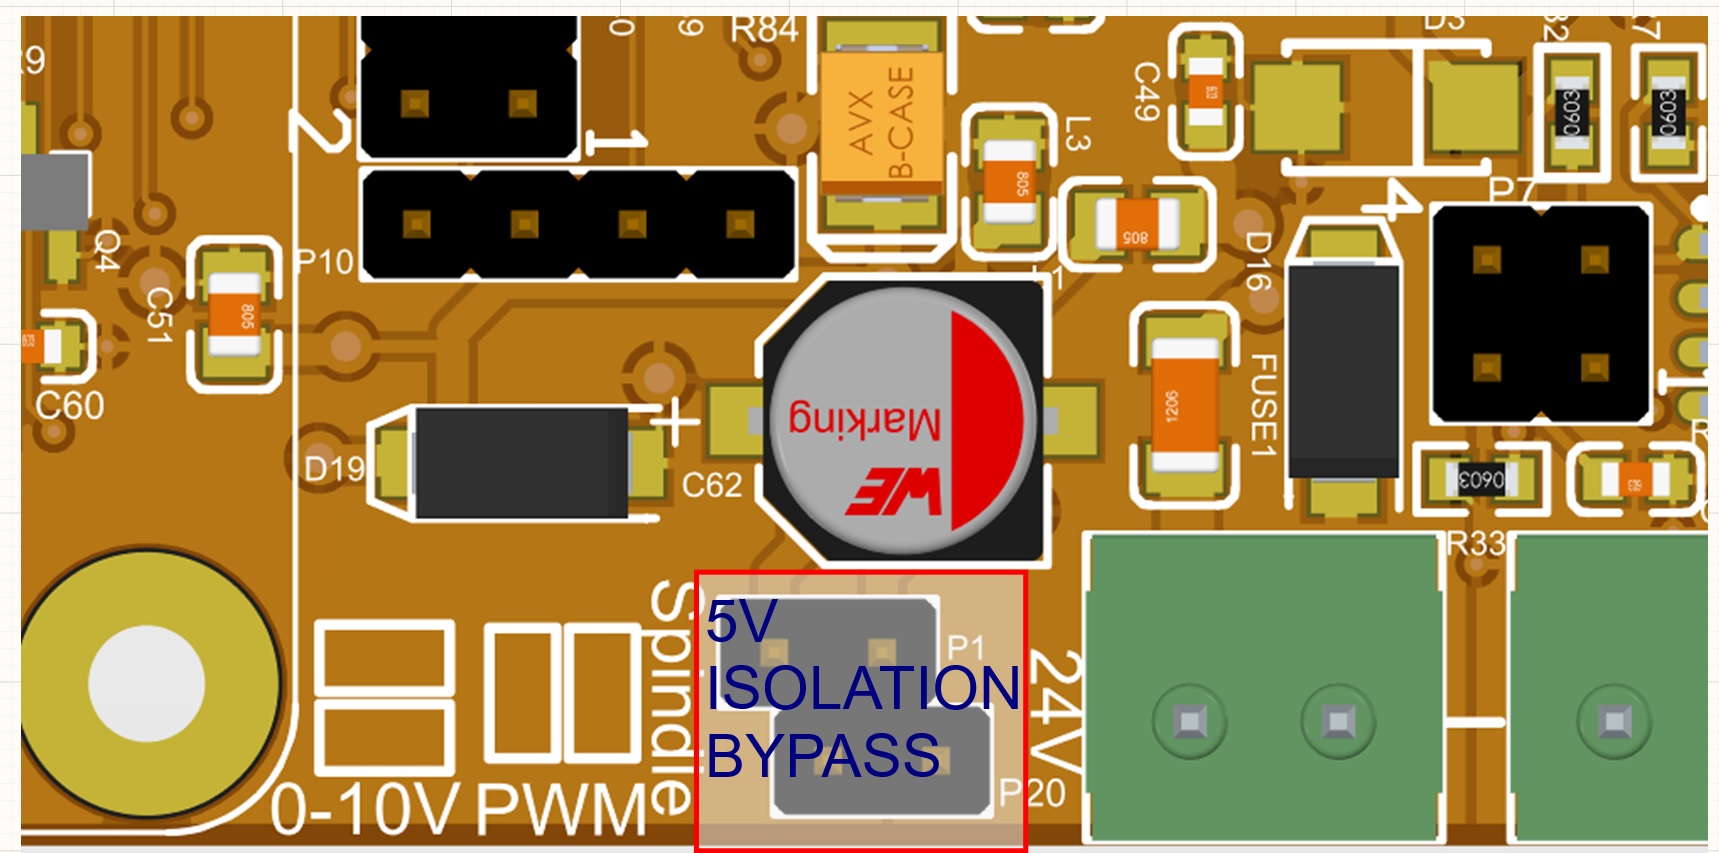 R84
D3
R9
2
1
AVX
B-CASE
C49
L3
0603
0603
805
4
P7
805
Q4
P10
D16
C51
805
C60
Marking
WE
1206
FUSE1
D19
+
C62
0603
R33
Spindle
5V
ISOLATION
BYPASS
P1
24V
P20
0-10V PWM